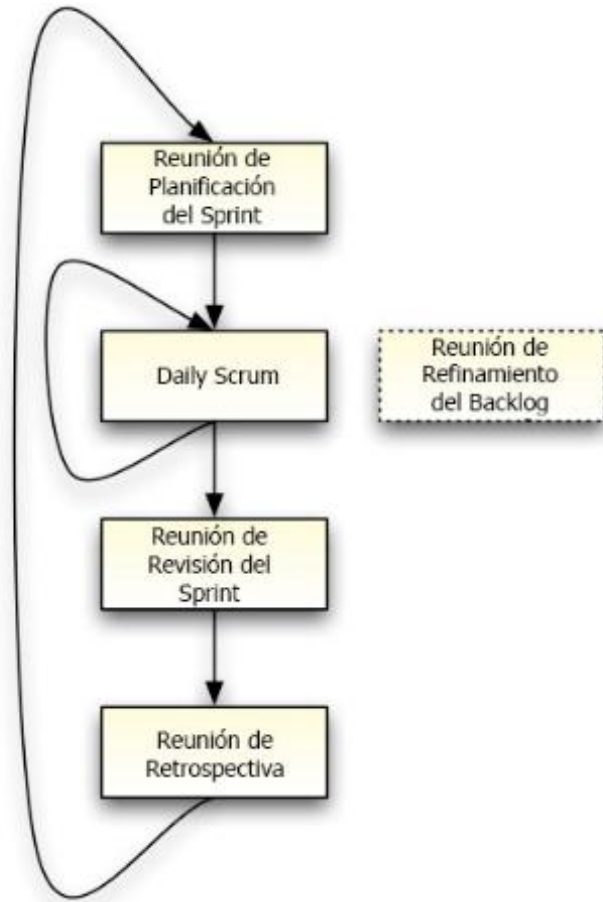 Reunión de
Planificación
del Sprint
Daily Scrum
Reunión de
Refinamiento
del Backlog
Reunión de
Revisión del
Sprint
Reunión de
Retrospectiva